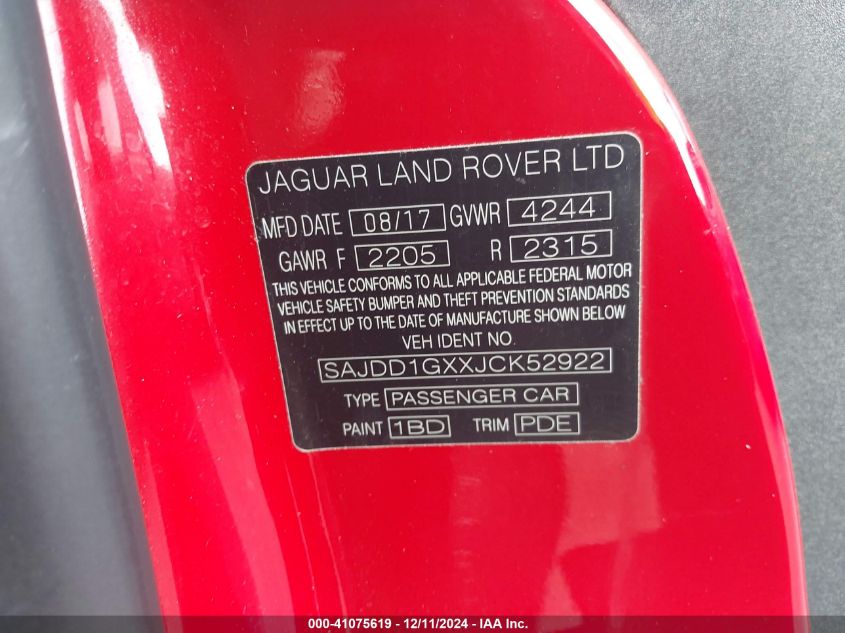 JAGUAR LAND ROVER LTD
MFD DATE 08/17 GVWR 4244
GAWR F 2205 R 2315
THIS VEHICLE CONFORMS TO ALL APPLICABLE FEDERAL MOTOR
VEHICLE SAFETY BUMPER AND THEFT PREVENTION STANDARDS
IN EFFECT UP TO THE DATE OF MANUFACTURE SHOWN BELOW
VEH IDENT NO.
SAJDD1GXXJCK52922
TYPE PASSENGER CAR
PAINT 1BD TRIM PDE
000-41075619 - 12/11/2024 - IAA Inc.